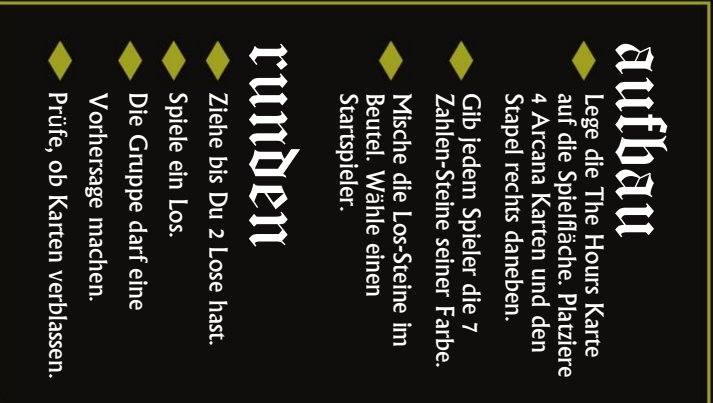 aufbau
Lege die The Hours Karte
auf die Spielfläche. Platziere
4 Arcana Karten und den
Stapel rechts daneben.
Gib jedem Spieler die 7
Zahlen-Steine seiner Farbe.
Mische die Los-Steine im
Beutel. Wähle einen
Startspieler.
runden
Ziehe bis Du 2 Lose hast.
Spiele ein Los.
Die Gruppe darf eine
Vorhersage machen.
Prüfe, ob Karten verblassen.